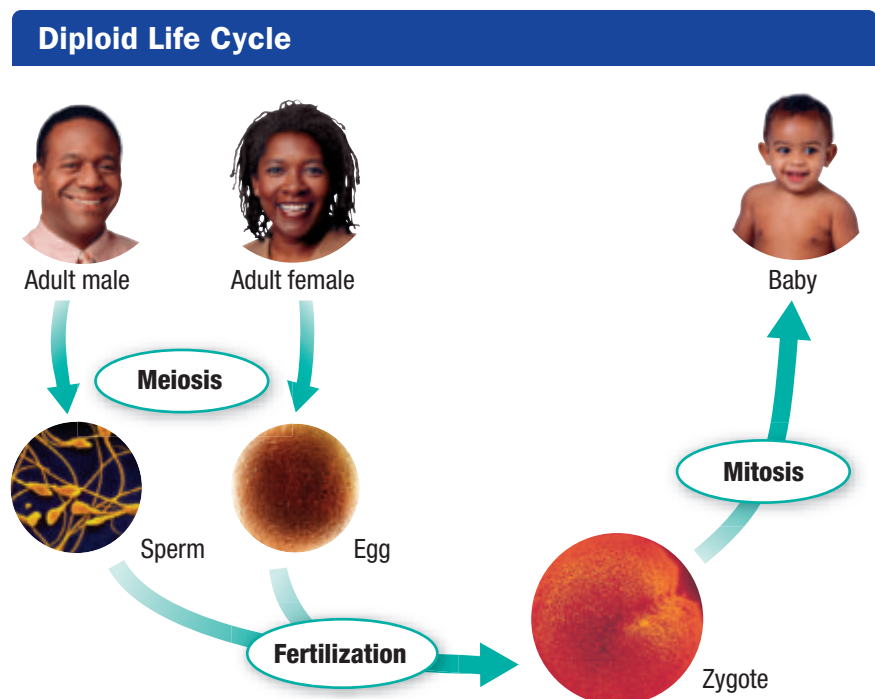 Diploid Life Cycle
Adult male
Adult female
Baby
Meiosis
Mitosis
Sperm
Egg
Fertilization
Zygote